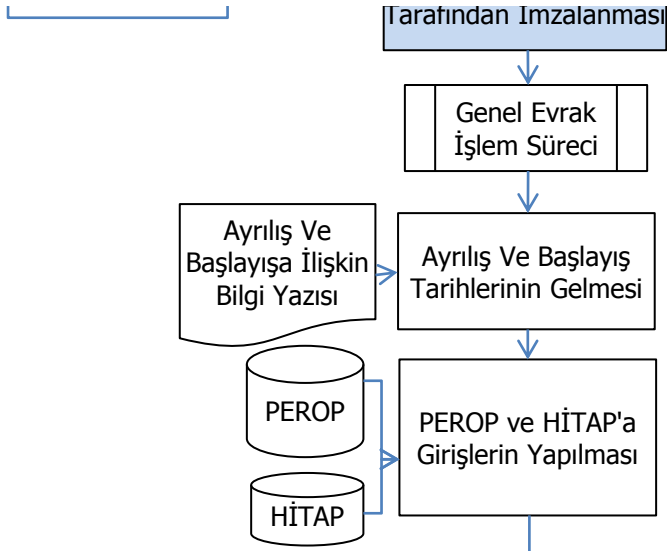 Tarafından İmzalanması
Genel Evrak
İşlem Süreci
Ayrılış Ve
Başlayışa İlişkin
Bilgi Yazısı
Ayrılış Ve Başlayış
Tarihlerinin Gelmesi
PEROP
PEROP ve HİTAP'a
Girişlerin Yapılması
HİTAP